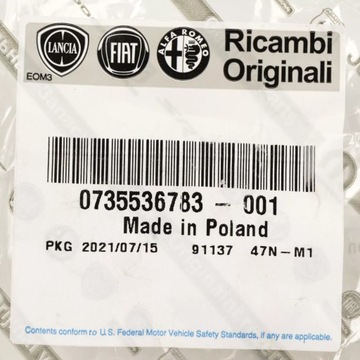 LANCIA
FIAT
ALFA ROMEO
Ricambi
Originali
EOM3
0735536783 - 001
Made in Poland
PKG 2021/07/15 91137 47N-M1
Contents conform to U.S. Federal Motor Vehicle Safety Standards, if any are applicable.